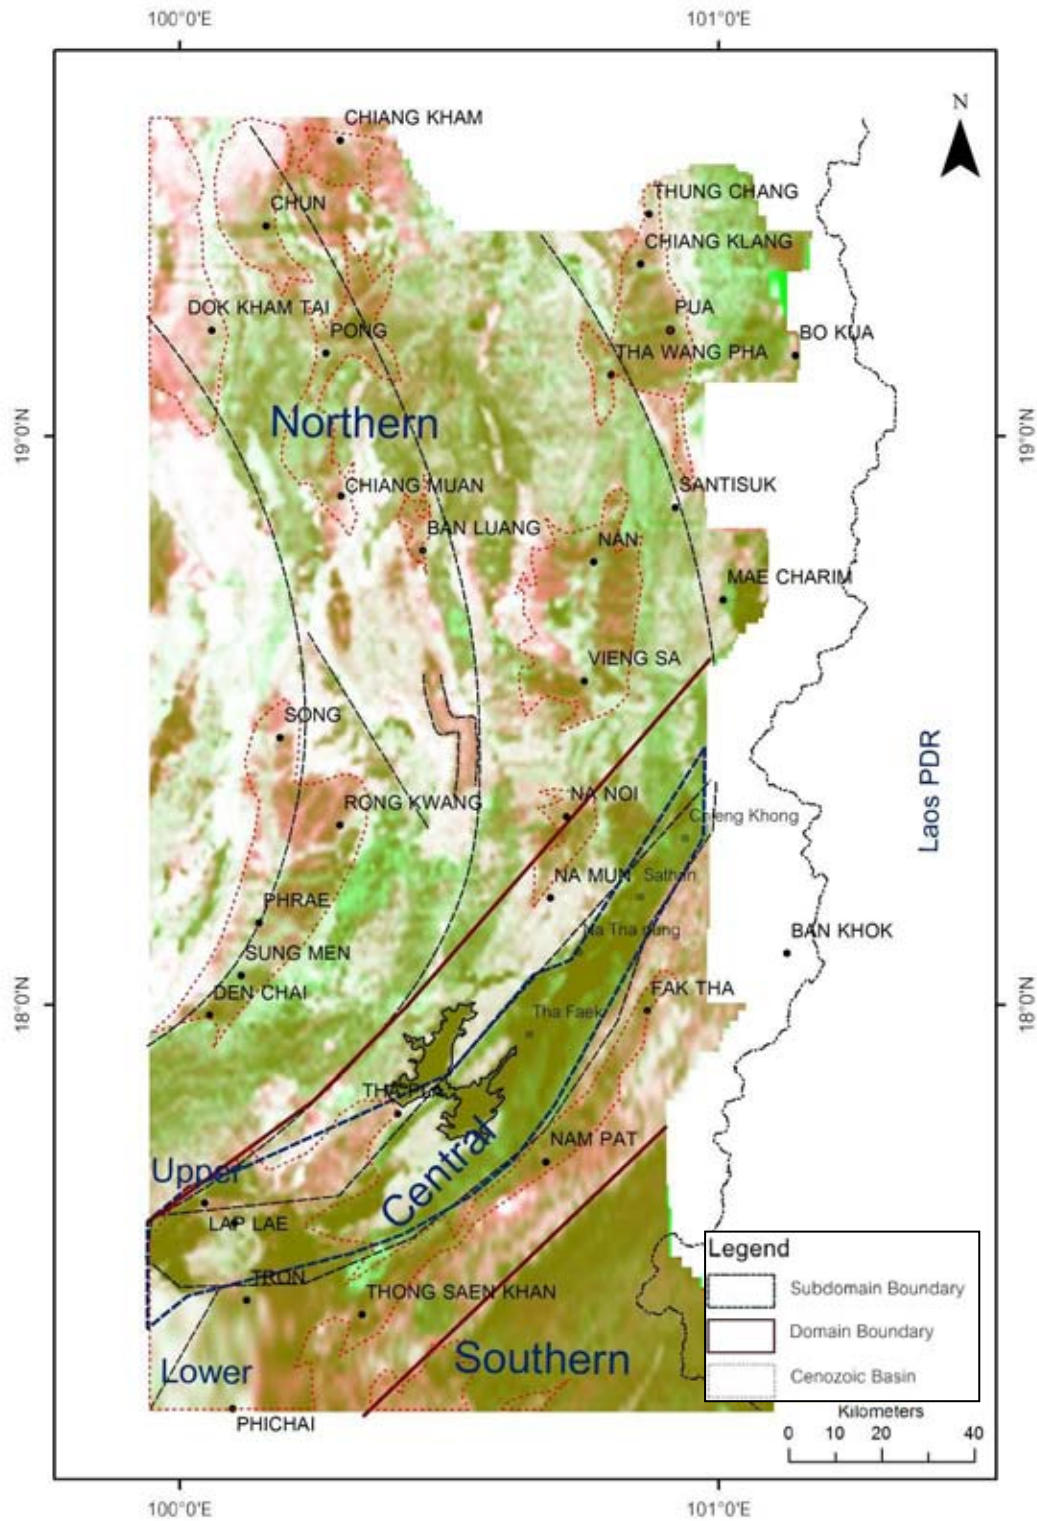 100°0'E
101°0'E
N
CHIANG KHAM
THUNG CHANG
CHUN
CHIANG KLANG
DOK KHAM TAI
PUA
PONG
BO KUA
THA WANG PHA
19°0'N
Northern
19°0'N
CHIANG MUAN
SANTISUK
BAN LUANG
NAN
MAE CHARIM
VIENG SA
SONG
Laos PDR
RONG KWANG
NA NOI
Chieng Khong
NA MUN
Sathan
PHRAE
Na Tha nung
BAN KHOK
SUNG MEN
DEN CHAI
FAK THA
18°0'N
18°0'N
Tha Faek
THA PLA
NAM PAT
Upper
Central
LAP LAE
Legend
TRON
THONG SAEN KHAN
Subdomain Boundary
Domain Boundary
Lower
Southern
Cenozoic Basin
PHICHAI
Kilometers
0 10 20 40
100°0'E
101°0'E